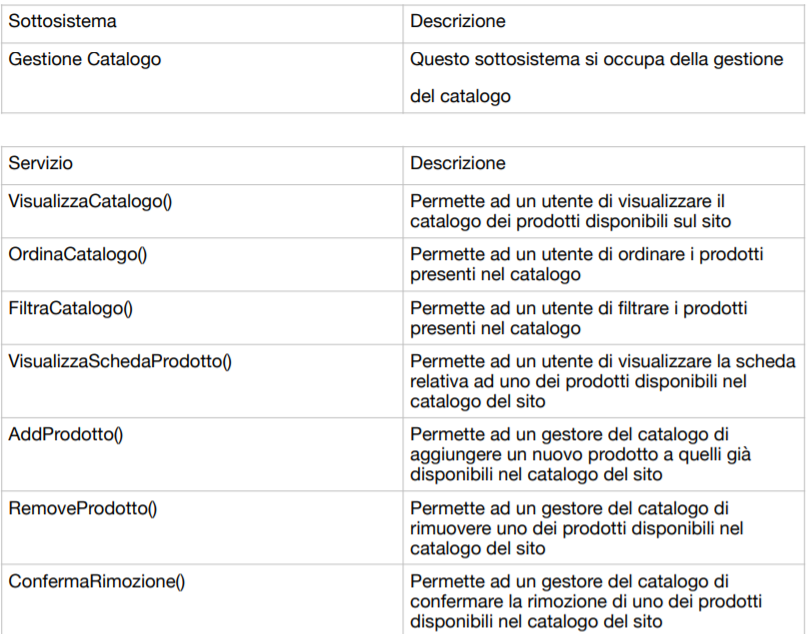 Sottosistema
Descrizione
Gestione Catalogo
Questo sottosistema si occupa della gestione
del catalogo
Servizio
Descrizione
VisualizzaCatalogo()
Permette ad un utente di visualizzare il
catalogo dei prodotti disponibili sul sito
OrdinaCatalogo()
Permette ad un utente di ordinare i prodotti
presenti nel catalogo
FiltraCatalogo()
Permette ad un utente di filtrare i prodotti
presenti nel catalogo
VisualizzaSchedaProdotto()
Permette ad un utente di visualizzare la scheda
relativa ad uno dei prodotti disponibili nel
catalogo del sito
AddProdotto()
Permette ad un gestore del catalogo di
aggiungere un nuovo prodotto a quelli già
disponibili nel catalogo del sito
RemoveProdotto()
Permette ad un gestore del catalogo di
rimuovere uno dei prodotti disponibili nel
catalogo del sito
ConfermaRimozione()
Permette ad un gestore del catalogo di
confermare la rimozione di uno dei prodotti
disponibili nel catalogo del sito